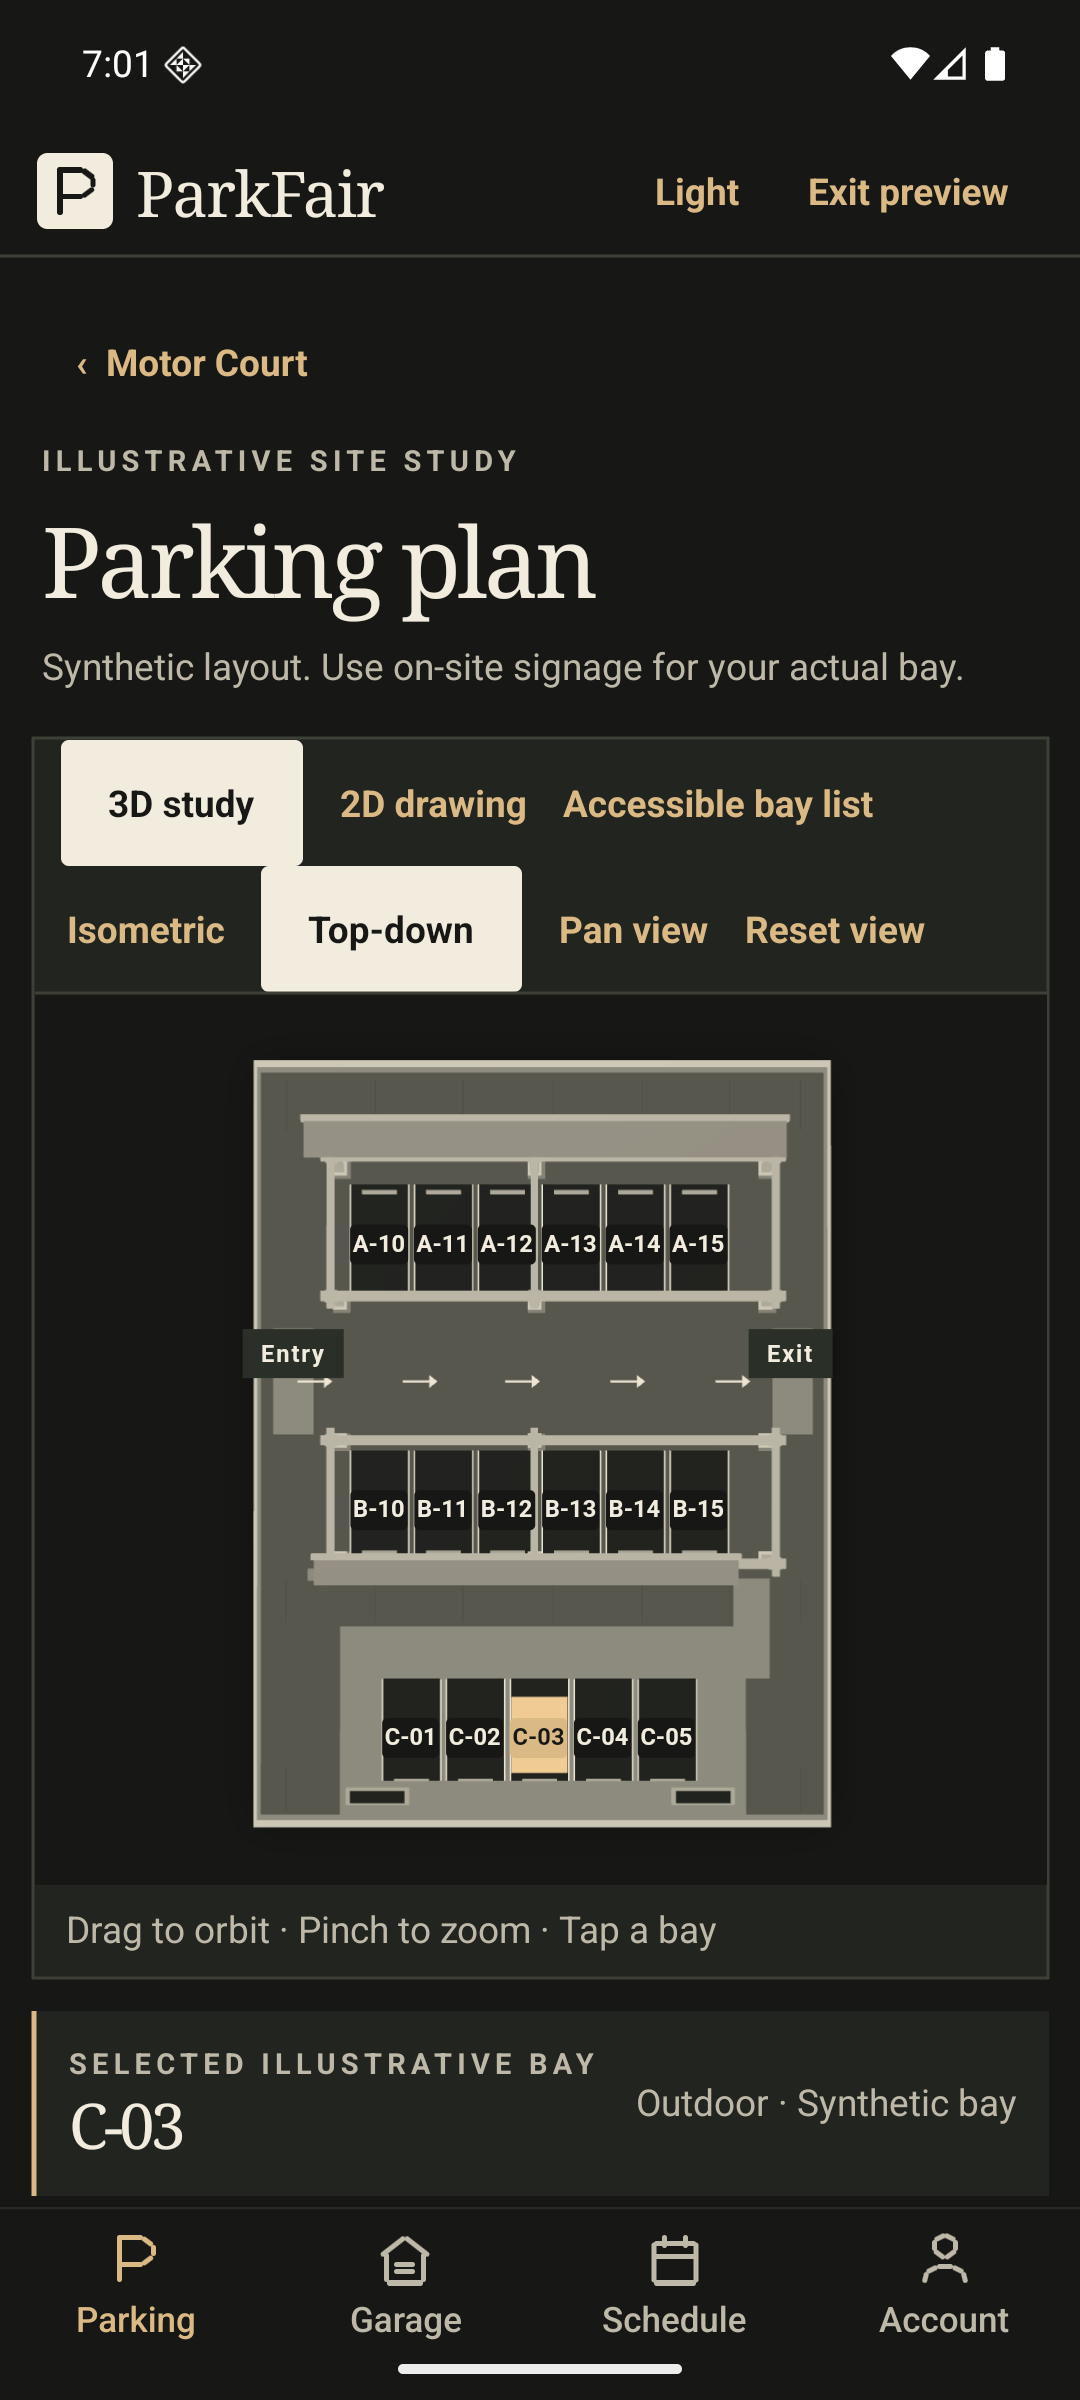 7:01
P ParkFair Light Exit preview
‹ Motor Court
ILLUSTRATIVE SITE STUDY
Parking plan
Synthetic layout. Use on-site signage for your actual bay.
3D study 2D drawing Accessible bay list
Isometric Top-down Pan view Reset view
A-10 A-11 A-12 A-13 A-14 A-15
Entry Exit
B-10 B-11 B-12 B-13 B-14 B-15
C-01 C-02 C-03 C-04 C-05
Drag to orbit · Pinch to zoom · Tap a bay
SELECTED ILLUSTRATIVE BAY
C-03
Outdoor · Synthetic bay
Parking Garage Schedule Account